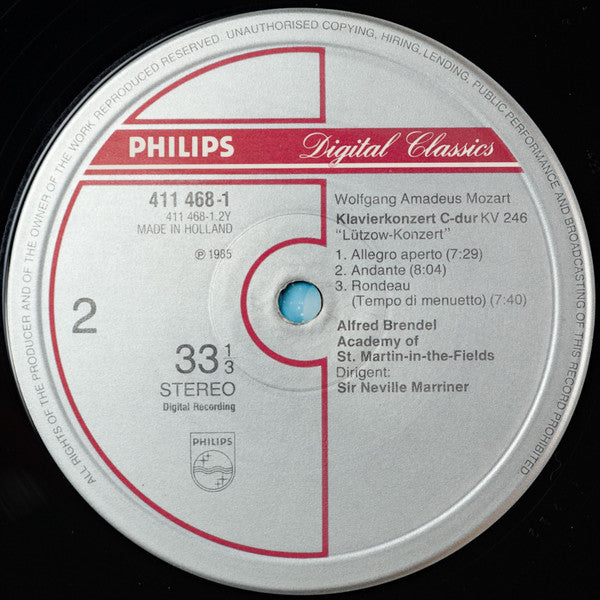 ALL RIGHTS OF THE PRODUCER AND OF THE OWNER OF THE WORK REPRODUCED RESERVED. UNAUTHORISED COPYING, HIRING, LENDING, PUBLIC PERFORMANCE AND BROADCASTING OF THIS RECORD PROHIBITED.
PHILIPS
Digital Classics
411 468-1
411 468-1.2Y
MADE IN HOLLAND
℗ 1985
2
33 1/3
STEREO
Digital Recording
PHILIPS
Wolfgang Amadeus Mozart
Klavierkonzert C-dur KV 246
"Lützow-Konzert"
1. Allegro aperto (7:29)
2. Andante (8:04)
3. Rondeau
(Tempo di menuetto) (7:40)
Alfred Brendel
Academy of
St. Martin-in-the-Fields
Dirigent:
Sir Neville Marriner